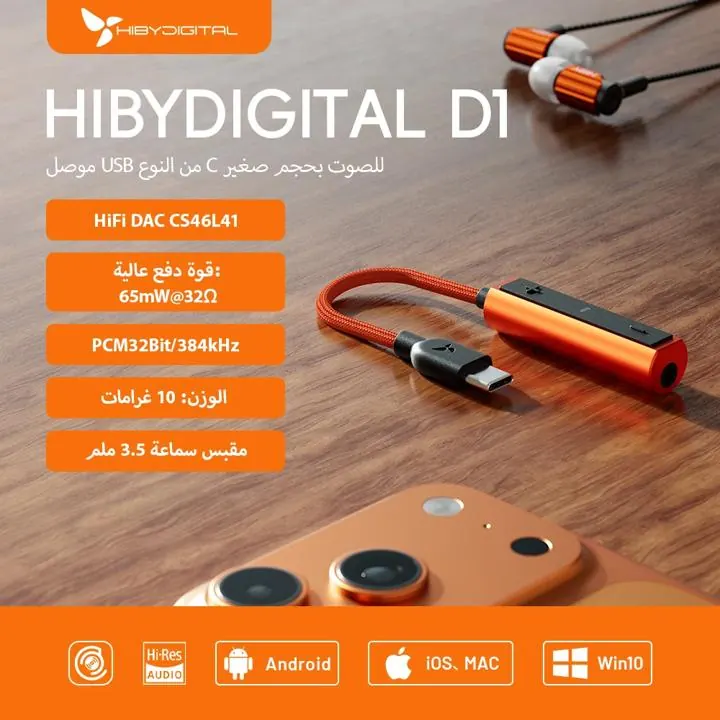 HIBYDIGITAL
HIBYDIGITAL D1
للصوت بحجم صغير C من النوع USB موصل
HiFi DAC CS46L41
قوة دفع عالية:
65mW@32Ω
PCM32Bit/384kHz
الوزن: 10 غرامات
مقبس سماعة 3.5 ملم
Hi-Res
AUDIO
Android
iOS、MAC
Win10